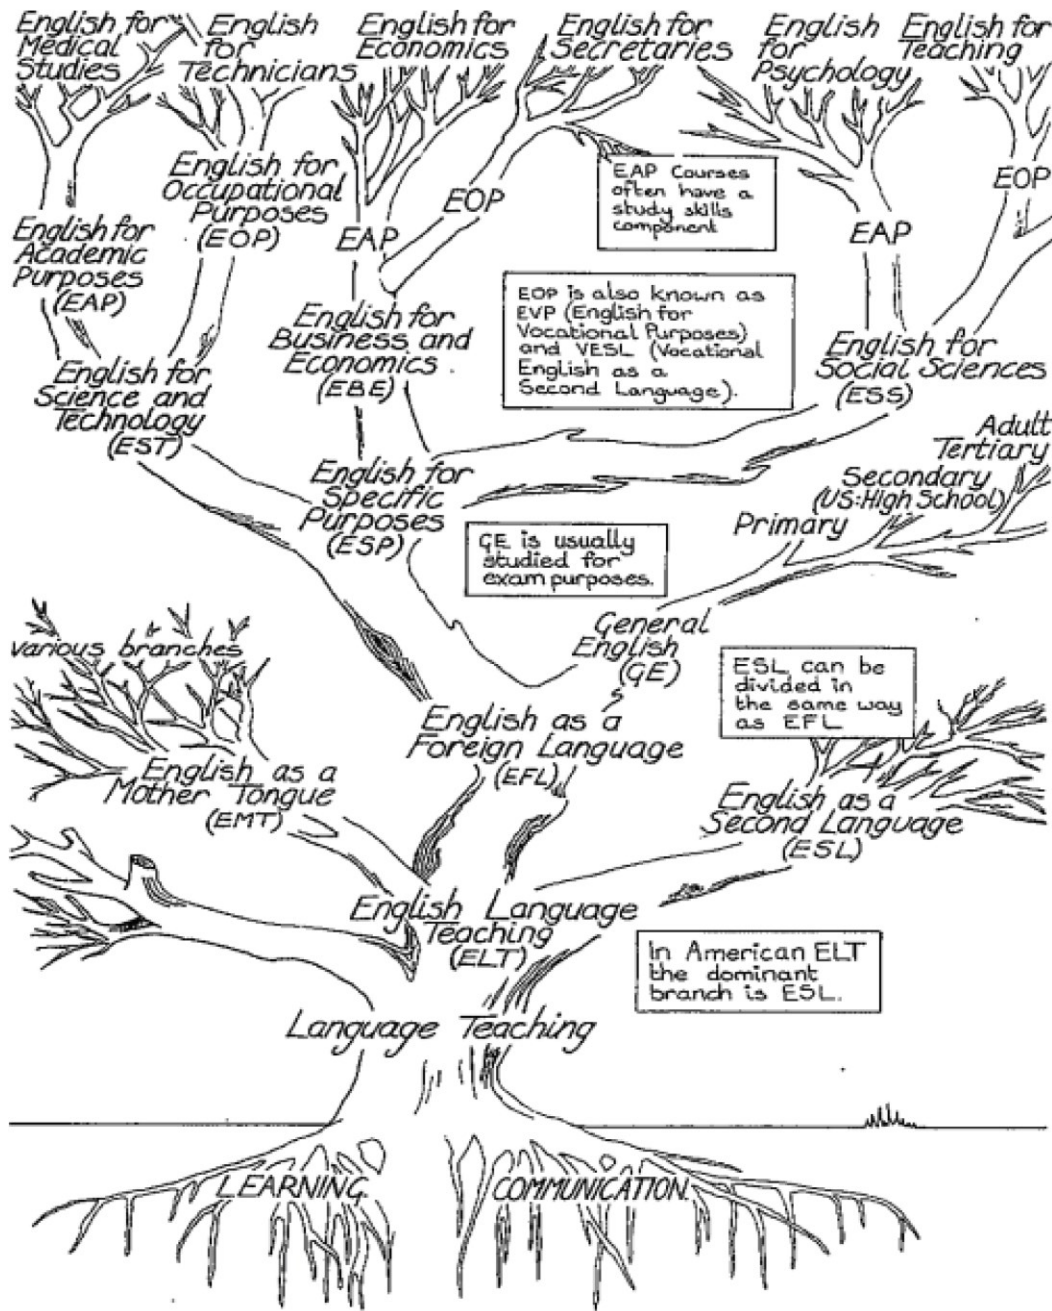 English for
Medical
Studies
English
for
Technicians
English for
Economics
English for
Secretaries
English
for
Psychology
English for
Teaching
English for
Occupational
Purposes
(EOP)
English for
Academic
Purposes
(EAP)
EAP
EOP
EAP Courses
often have a
study skills
component
EAP
EOP
EOP is also known as
EVP (English for
Vocational Purposes)
and VESL (Vocational
English as a
Second Language).
English for
Science and
Technology
(EST)
English for
Business and
Economics
(EBE)
English for
Social Sciences
(ESS)
English for
Specific
Purposes
(ESP)
Adult
Tertiary
Secondary
(US:High School)
Primary
GE is usually
studied for
exam purposes.
General
English
(GE)
various branches
ESL can be
divided in
the same way
as EFL
English as a
Foreign Language
(EFL)
English as a
Mother Tongue
(EMT)
English as a
Second Language
(ESL)
English Language
Teaching
(ELT)
In American ELT
the dominant
branch is ESL.
Language Teaching
LEARNING
COMMUNICATION